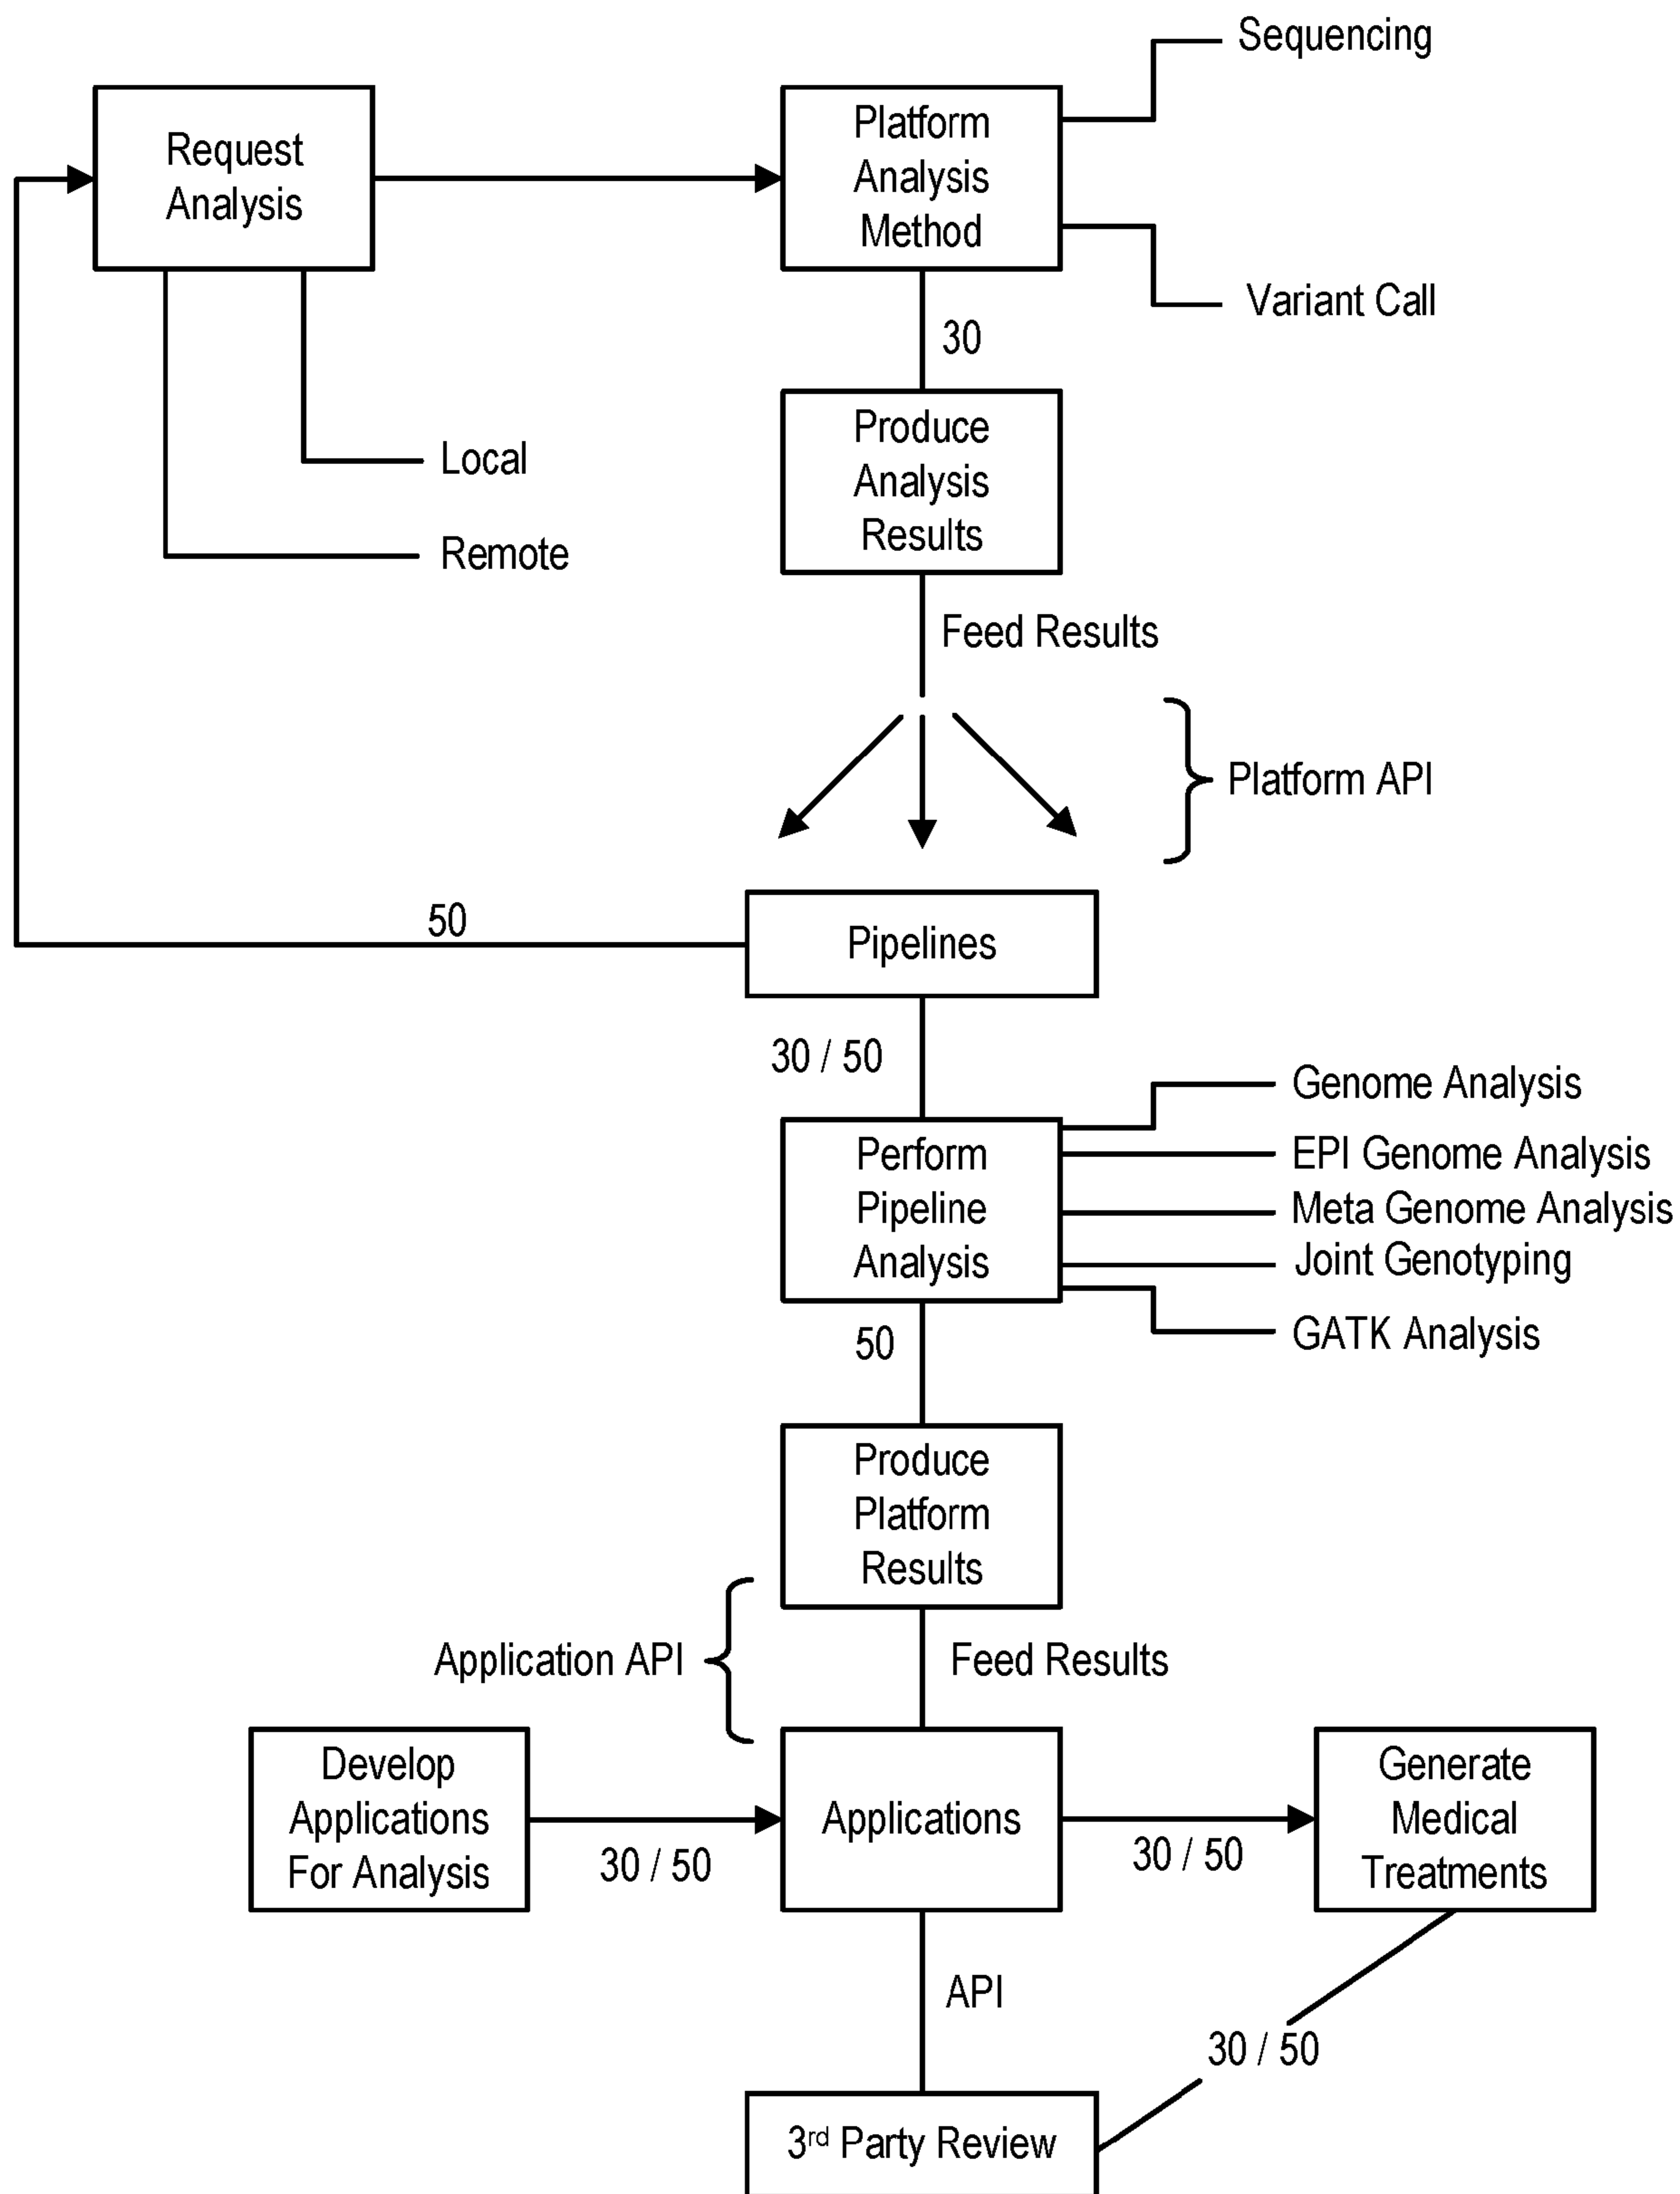 Sequencing
Request
Analysis
Platform
Analysis
Method
Variant Call
30
Local
Remote
Produce
Analysis
Results
Feed Results
Platform API
50
Pipelines
30 / 50
Genome Analysis
EPI Genome Analysis
Meta Genome Analysis
Joint Genotyping
GATK Analysis
Perform
Pipeline
Analysis
50
Produce
Platform
Results
Application API
Feed Results
Develop
Applications
For Analysis
30 / 50
Applications
30 / 50
Generate
Medical
Treatments
API
30 / 50
3rd Party Review